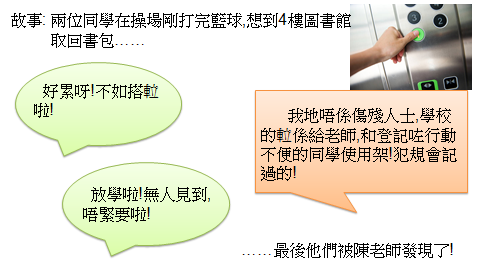 故事: 兩位同學在操場剛打完籃球,想到4樓圖書館
取回書包……
3
2
好累呀!不如搭𨋢
啦!
我地唔係傷殘人士,學校
的𨋢係給老師,和登記咗行動
不便的同學使用架!犯規會記
過的!
放學啦!無人見到,
唔緊要啦!
……最後他們被陳老師發現了!